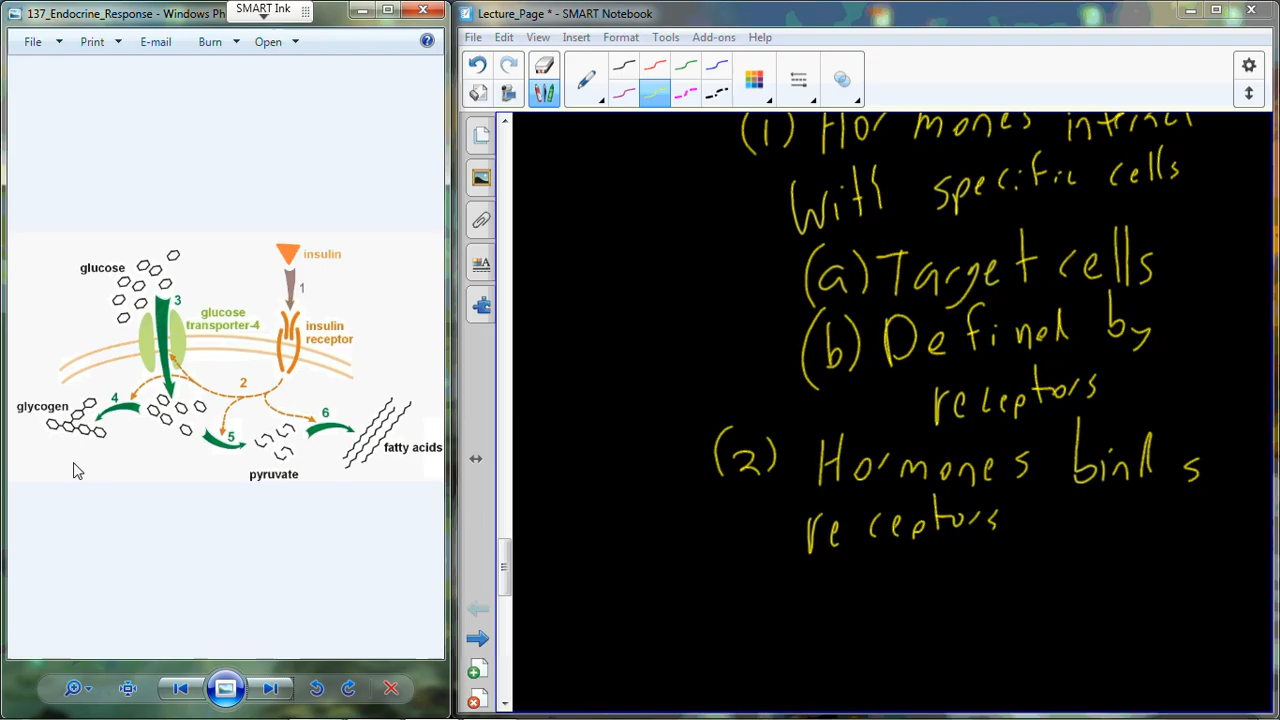 137_Endocrine_Response - Windows Ph
SMART Ink
File Print E-mail Burn Open
glucose
insulin
1
3
glucose
transporter-4
insulin
receptor
2
glycogen
4
5
6
pyruvate
fatty acids
Lecture_Page * - SMART Notebook
File Edit View Insert Format Tools Add-ons Help
(1) Hormones interact
with specific cells
(a) Target cells
(b) Defined by
receptors
(2) Hormones binds
receptors